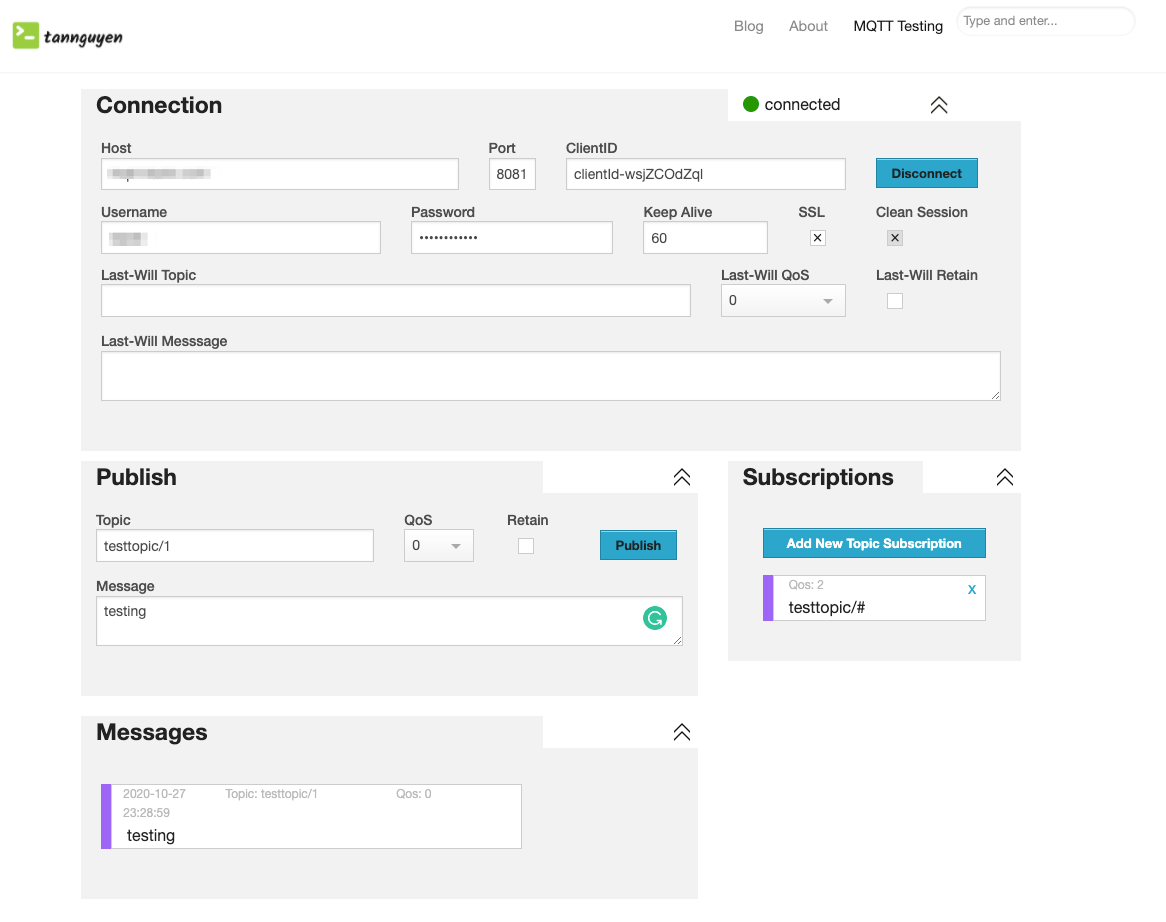 tannguyen
Blog About MQTT Testing Type and enter...
Connection connected
Host Port ClientID
8081 clientId-wsjZCOdZql Disconnect
Username Password Keep Alive SSL Clean Session
•••••••••••• 60
Last-Will Topic Last-Will QoS Last-Will Retain
0
Last-Will Messsage
Publish
Topic QoS Retain
testtopic/1 0 Publish
Message
testing
Subscriptions
Add New Topic Subscription
Qos: 2 X
testtopic/#
Messages
2020-10-27 Topic: testtopic/1 Qos: 0
23:28:59
testing